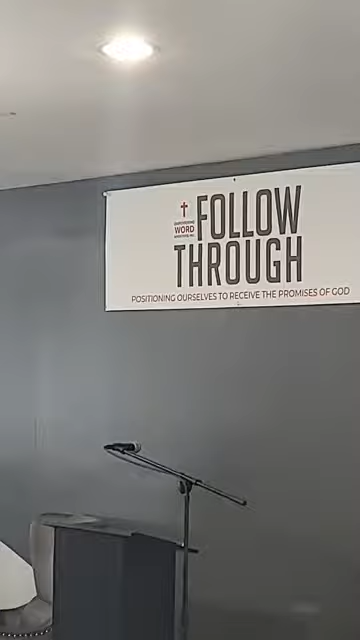 FOLLOW
WORD
THROUGH
POSITIONING OURSELVES TO RECEIVE THE PROMISES OF GOD